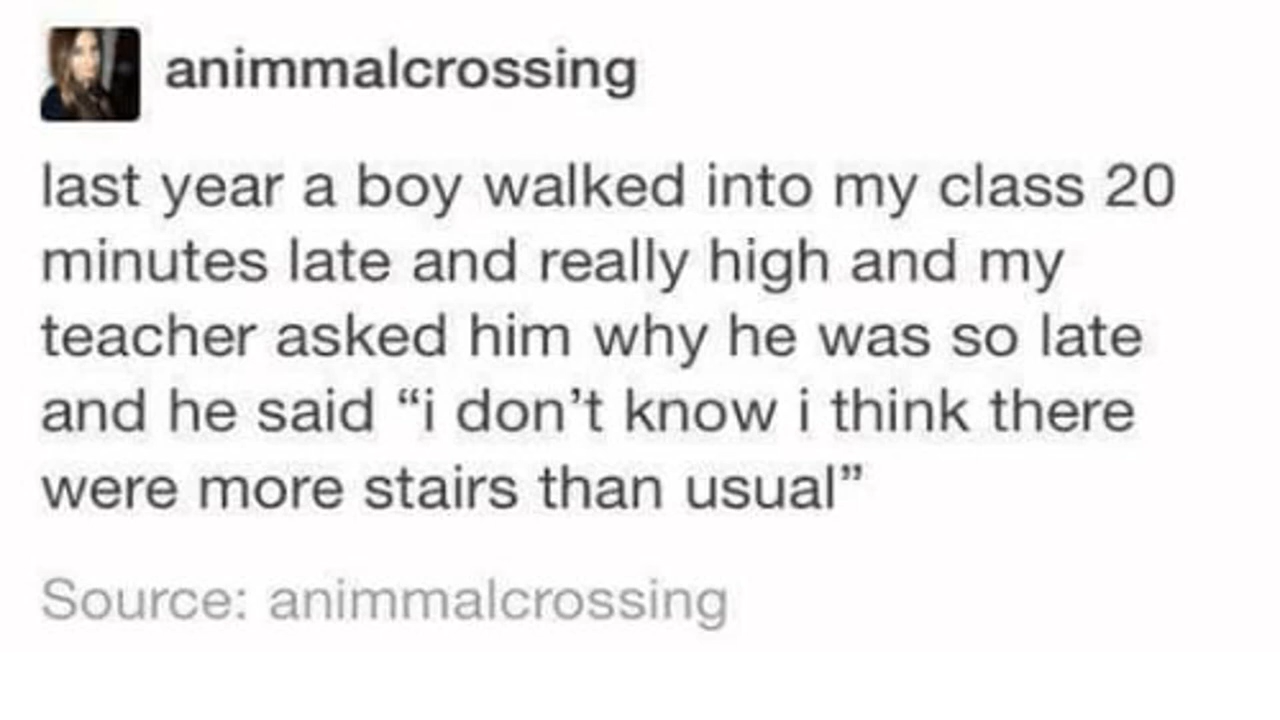 animmalcrossing
last year a boy walked into my class 20
minutes late and really high and my
teacher asked him why he was so late
and he said “i don’t know i think there
were more stairs than usual”
Source: animmalcrossing